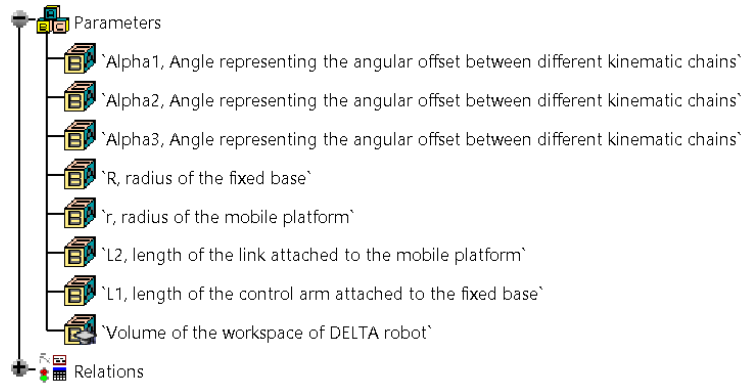 Parameters
`Alpha1, Angle representing the angular offset between different kinematic chains`
`Alpha2, Angle representing the angular offset between different kinematic chains`
`Alpha3, Angle representing the angular offset between different kinematic chains`
`R, radius of the fixed base`
`r, radius of the mobile platform`
`L2, length of the link attached to the mobile platform`
`L1, length of the control arm attached to the fixed base`
`Volume of the workspace of DELTA robot`
Relations